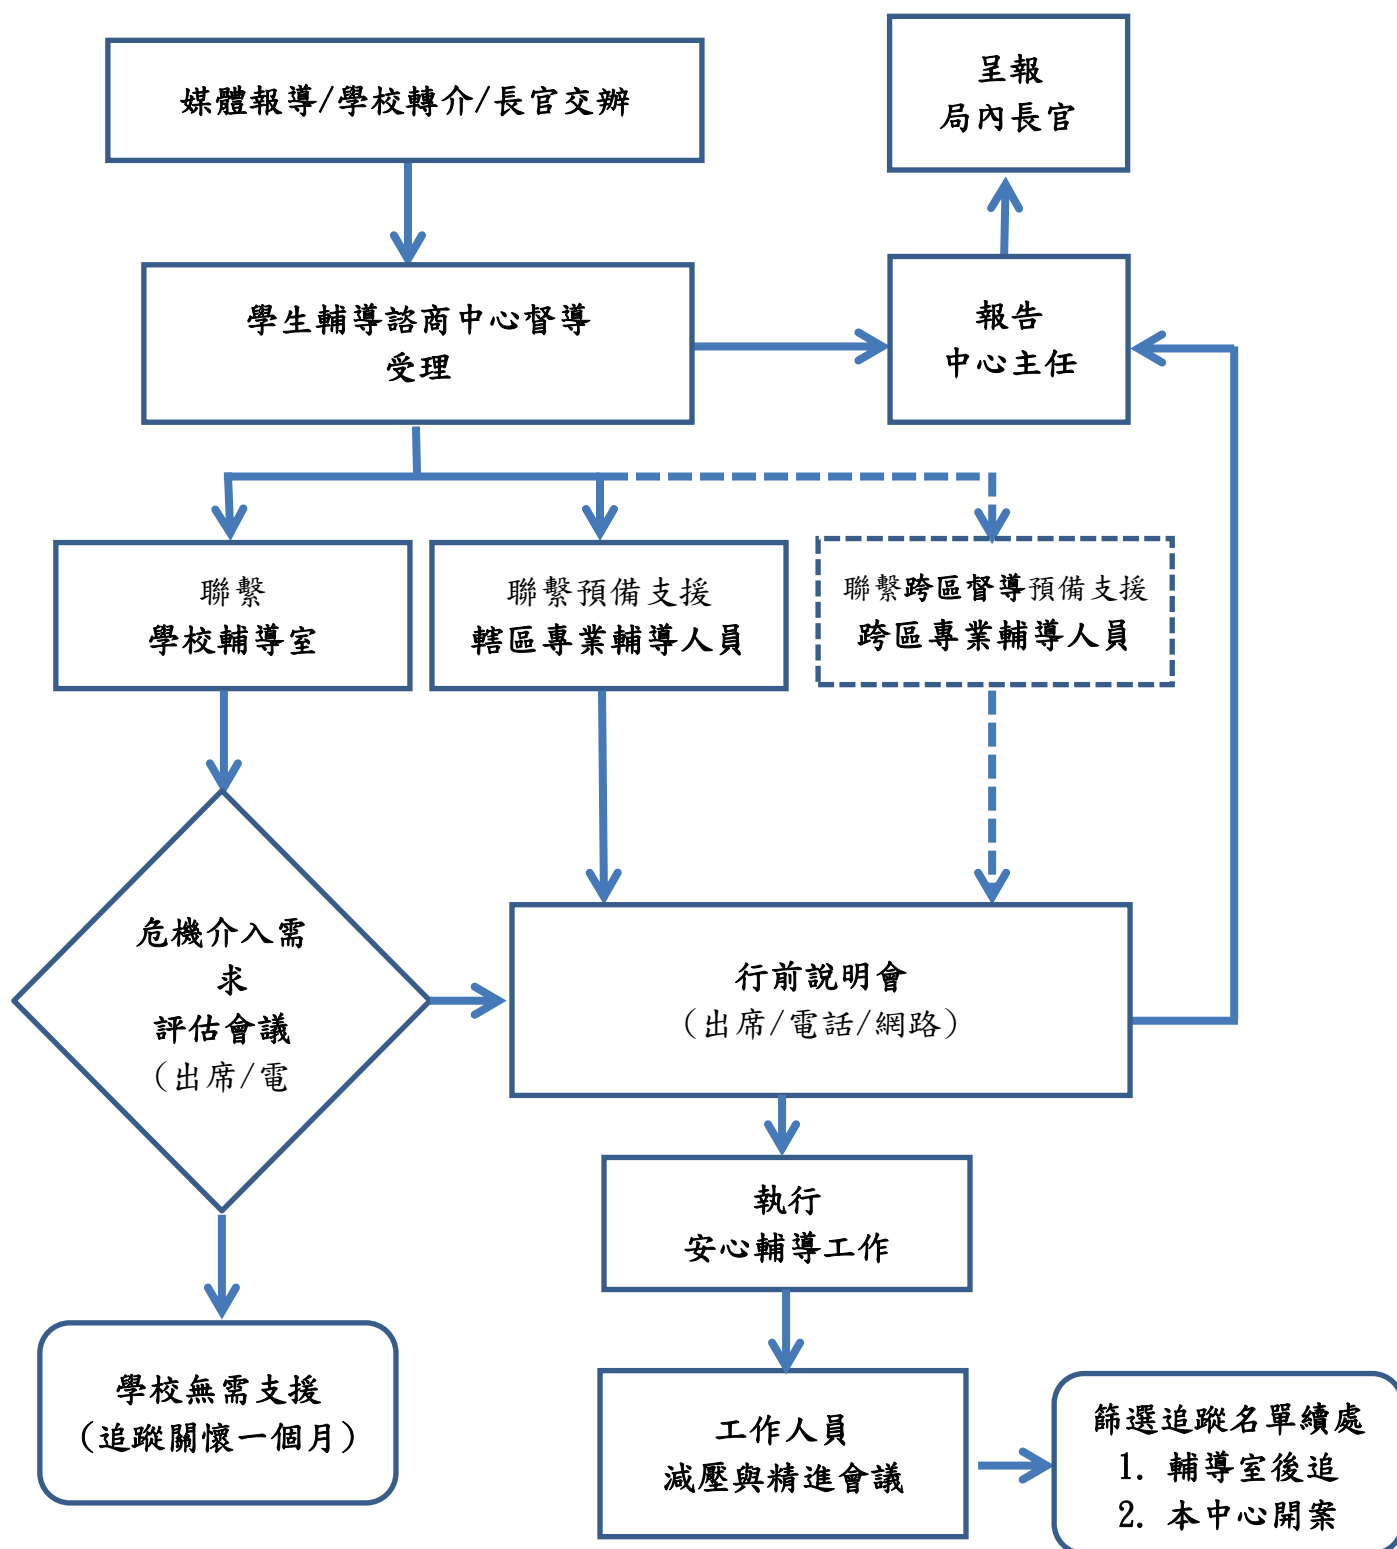 媒體報導/學校轉介/長官交辦
呈報
局內長官
學生輔導諮商中心督導
受理
報告
中心主任
聯繫
學校輔導室
聯繫預備支援
轄區專業輔導人員
聯繫跨區督導預備支援
跨區專業輔導人員
危機介入需
求
評估會議
(出席/電
行前說明會
(出席/電話/網路)
執行
安心輔導工作
學校無需支援
(追蹤關懷一個月)
工作人員
減壓與精進會議
篩選追蹤名單續處
1. 輔導室後追
2. 本中心開案